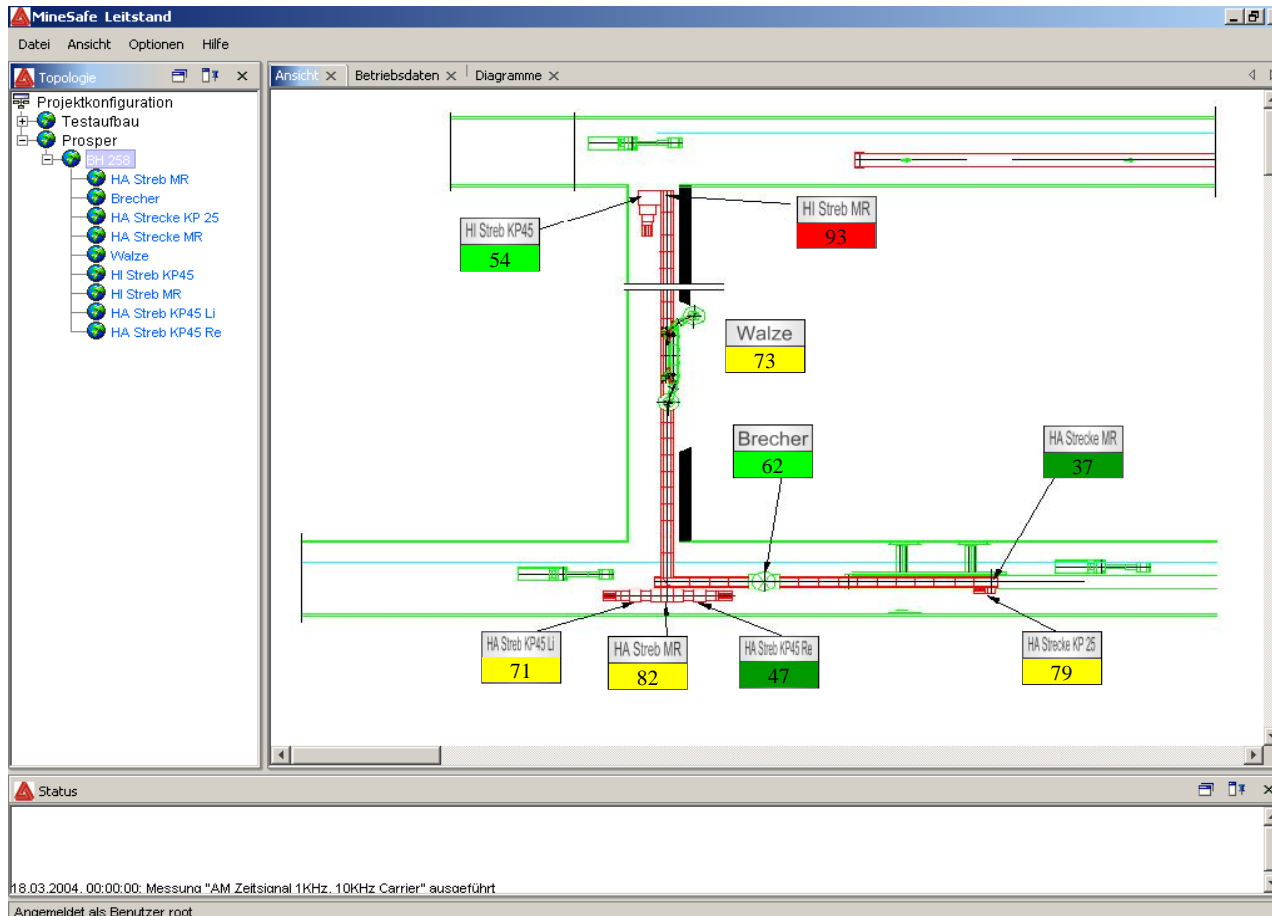 MineSafe Leitstand
Datei Ansicht Optionen Hilfe
Topologie
Projektkonfiguration
Testaufbau
Prosper
BH 258
HA Streb MR
Brecher
HA Strecke KP 25
HA Strecke MR
Walze
HI Streb KP45
HI Streb MR
HA Streb KP45 Li
HA Streb KP45 Re
Ansicht Betriebsdaten Diagramme
HI Streb KP45
54
HI Streb MR
93
Walze
73
Brecher
62
HA Strecke MR
37
HA Streb KP45 Li
71
HA Streb MR
82
HA Streb KP45 Re
47
HA Strecke KP 25
79
Status
18.03.2004. 00:00:00: Messung "AM Zeitsignal 1KHz. 10KHz Carrier" ausgeführt
Angemeldet als Benutzer root